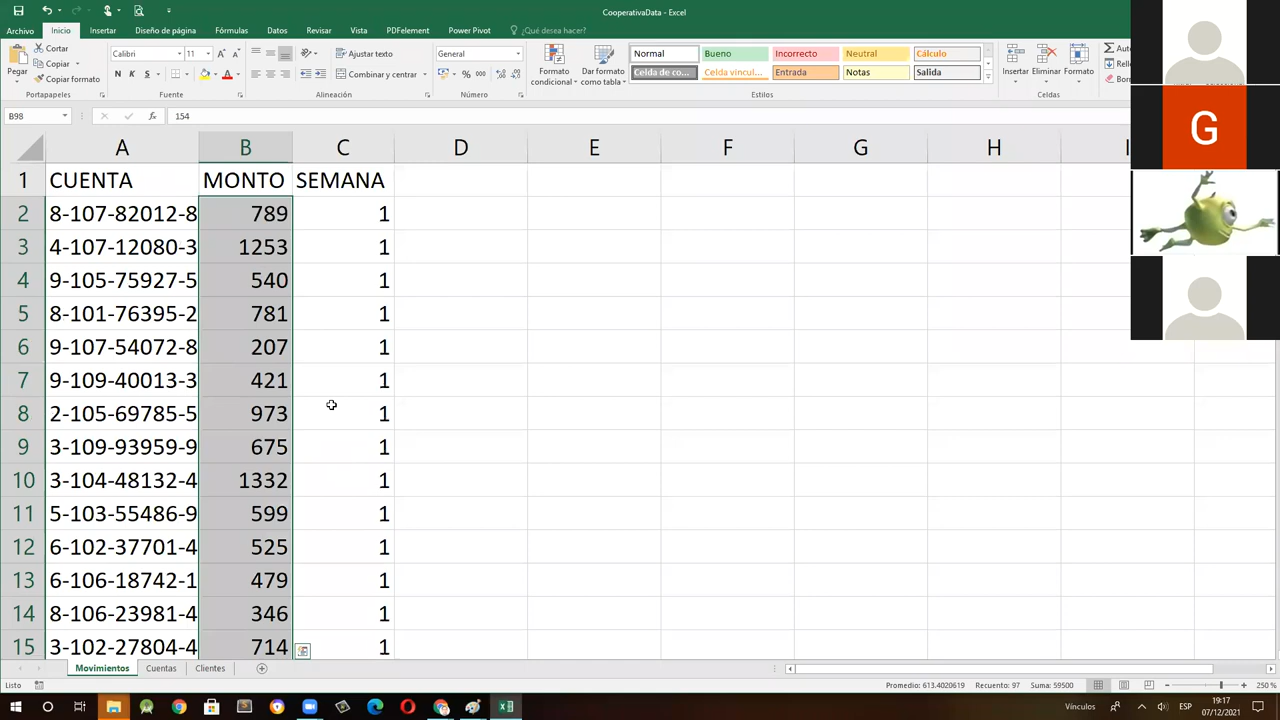 CooperativaData - Excel
Archivo Inicio Insertar Diseño de página Fórmulas Datos Revisar Vista PDFelement Power Pivot ¿Qué desea hacer?
Pegar
Cortar
Copiar
Copiar formato
Portapapeles
Calibri 11
N K S
Fuente
Ajustar texto
Combinar y centrar
Alineación
General
% 000
Número
Formato condicional
Dar formato como tabla
Normal Bueno Incorrecto Neutral Cálculo
Celda de co... Celda vincul... Entrada Notas Salida
Estilos
Insertar Eliminar Formato
Celdas
B98 fx 154
A B C D E F G H I
1 CUENTA MONTO SEMANA
2 8-107-82012-8 789 1
3 4-107-12080-3 1253 1
4 9-105-75927-5 540 1
5 8-101-76395-2 781 1
6 9-107-54072-8 207 1
7 9-109-40013-3 421 1
8 2-105-69785-5 973 1
9 3-109-93959-9 675 1
10 3-104-48132-4 1332 1
11 5-103-55486-9 599 1
12 6-102-37701-4 525 1
13 6-106-18742-1 479 1
14 8-106-23981-4 346 1
15 3-102-27804-4 714 1
G
Movimientos Cuentas Clientes
Listo
Promedio: 613.4020619 Recuento: 97 Suma: 59500
250 %
Vínculos
ESP
19:17
07/12/2021